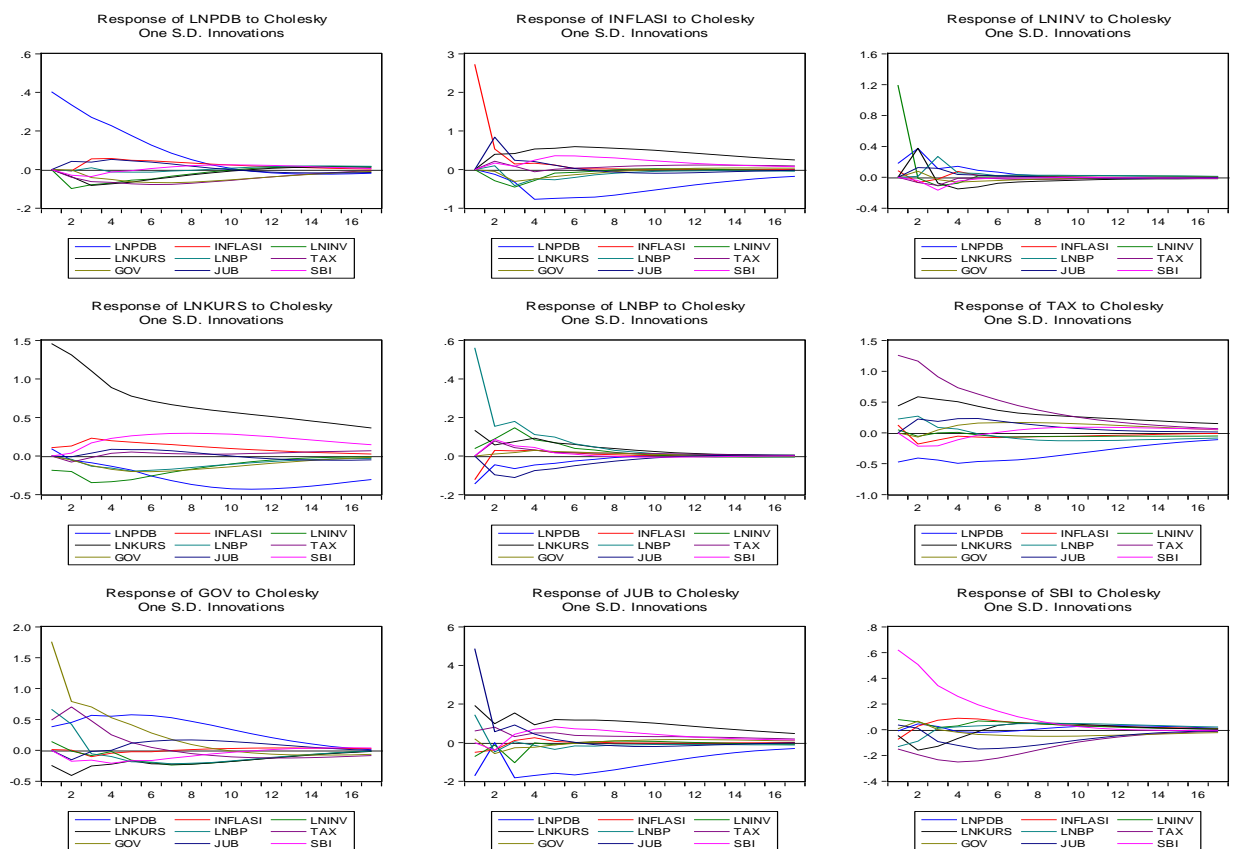 Response of LNPDB to Cholesky
One S.D. Innovations
.6
.4
.2
.0
-.2
2 4 6 8 10 12 14 16
LNPDB INFLASI LNINV
LNKURS LNBP TAX
GOV JUB SBI
Response of INFLASI to Cholesky
One S.D. Innovations
3
2
1
0
-1
2 4 6 8 10 12 14 16
LNPDB INFLASI LNINV
LNKURS LNBP TAX
GOV JUB SBI
Response of LNINV to Cholesky
One S.D. Innovations
1.6
1.2
0.8
0.4
0.0
-0.4
2 4 6 8 10 12 14 16
LNPDB INFLASI LNINV
LNKURS LNBP TAX
GOV JUB SBI
Response of LNKURS to Cholesky
One S.D. Innovations
1.5
1.0
0.5
0.0
-0.5
2 4 6 8 10 12 14 16
LNPDB INFLASI LNINV
LNKURS LNBP TAX
GOV JUB SBI
Response of LNBP to Cholesky
One S.D. Innovations
.6
.4
.2
.0
-.2
2 4 6 8 10 12 14 16
LNPDB INFLASI LNINV
LNKURS LNBP TAX
GOV JUB SBI
Response of TAX to Cholesky
One S.D. Innovations
1.5
1.0
0.5
0.0
-0.5
-1.0
2 4 6 8 10 12 14 16
LNPDB INFLASI LNINV
LNKURS LNBP TAX
GOV JUB SBI
Response of GOV to Cholesky
One S.D. Innovations
2.0
1.5
1.0
0.5
0.0
-0.5
2 4 6 8 10 12 14 16
LNPDB INFLASI LNINV
LNKURS LNBP TAX
GOV JUB SBI
Response of JUB to Cholesky
One S.D. Innovations
6
4
2
0
-2
2 4 6 8 10 12 14 16
LNPDB INFLASI LNINV
LNKURS LNBP TAX
GOV JUB SBI
Response of SBI to Cholesky
One S.D. Innovations
.8
.6
.4
.2
.0
-.2
-.4
2 4 6 8 10 12 14 16
LNPDB INFLASI LNINV
LNKURS LNBP TAX
GOV JUB SBI